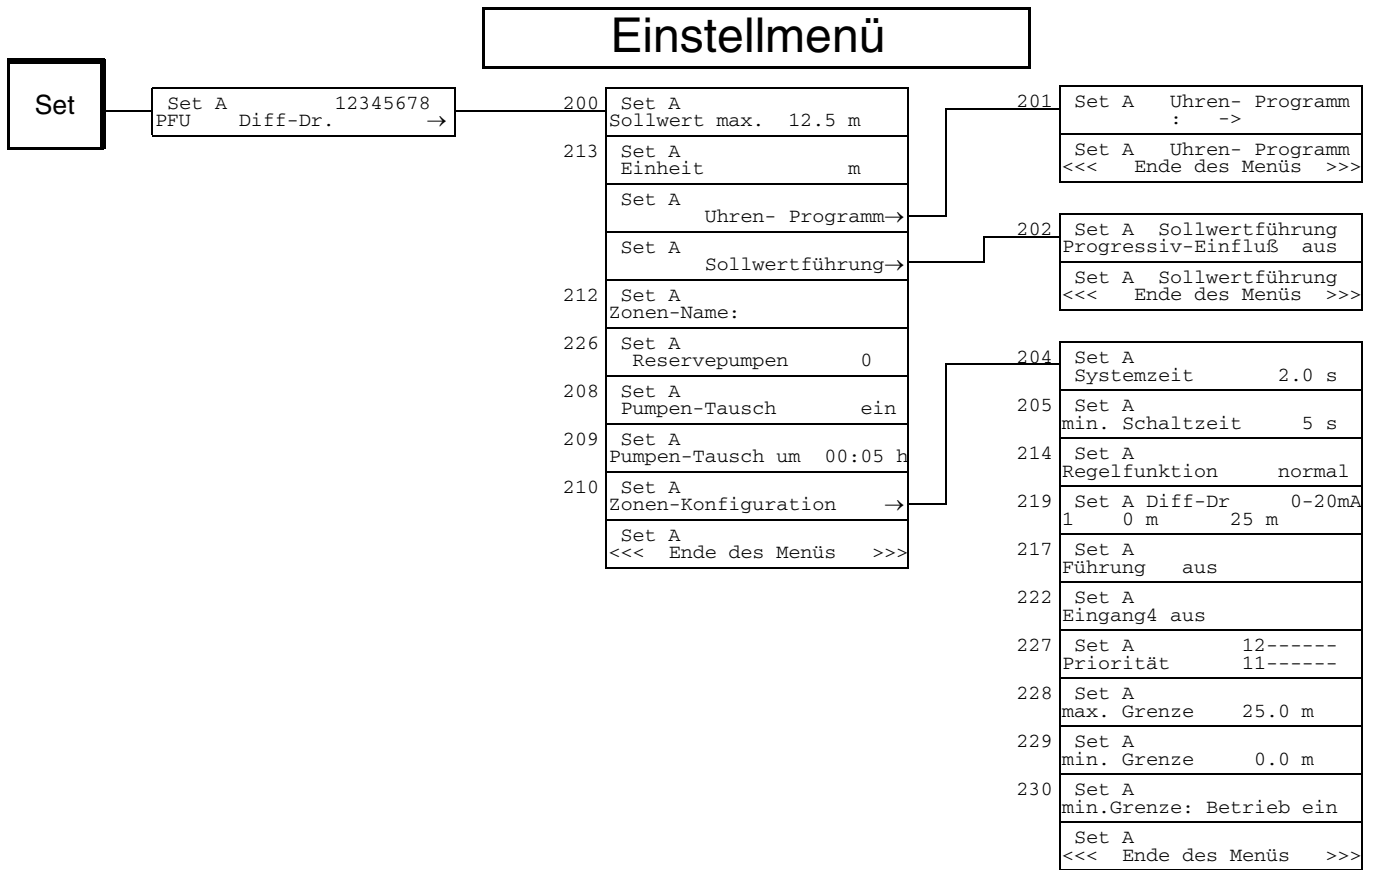 Einstellmenü
Set
Set A 12345678
PFU Diff-Dr. →
200 Set A
Sollwert max. 12.5 m
213 Set A
Einheit m
Set A
Uhren- Programm→
Set A
Sollwertführung→
212 Set A
Zonen-Name:
226 Set A
Reservepumpen 0
208 Set A
Pumpen-Tausch ein
209 Set A
Pumpen-Tausch um 00:05 h
210 Set A
Zonen-Konfiguration →
Set A
<<< Ende des Menüs >>>
201 Set A Uhren- Programm
: ->
Set A Uhren- Programm
<<< Ende des Menüs >>>
202 Set A Sollwertführung
Progressiv-Einfluß aus
Set A Sollwertführung
<<< Ende des Menüs >>>
204 Set A
Systemzeit 2.0 s
205 Set A
min. Schaltzeit 5 s
214 Set A
Regelfunktion normal
219 Set A Diff-Dr 0-20mA
1 0 m 25 m
217 Set A
Führung aus
222 Set A
Eingang4 aus
227 Set A 12------
Priorität 11------
228 Set A
max. Grenze 25.0 m
229 Set A
min. Grenze 0.0 m
230 Set A
min.Grenze: Betrieb ein
Set A
<<< Ende des Menüs >>>